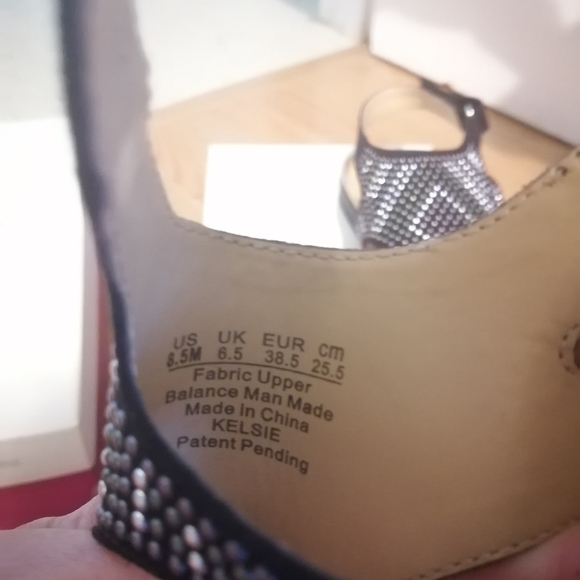 US UK EUR cm
8.5M 6.5 38.5 25.5
Fabric Upper
Balance Man Made
Made in China
KELSIE
Patent Pending